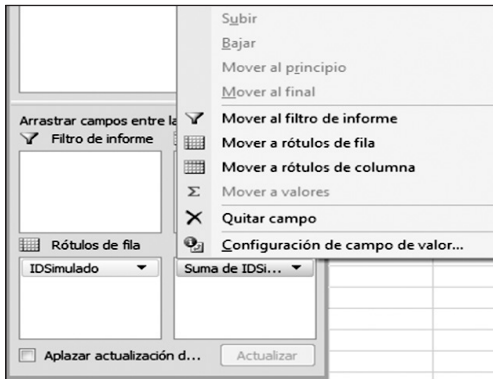 Subir
Bajar
Mover al principio
Mover al final
Arrastrar campos entre la
Filtro de informe
Mover al filtro de informe
Mover a rótulos de fila
Mover a rótulos de columna
Σ Mover a valores
Quitar campo
Configuración de campo de valor...
Rótulos de fila
IDSimulado
Suma de IDSi...
Aplazar actualización d...
Actualizar